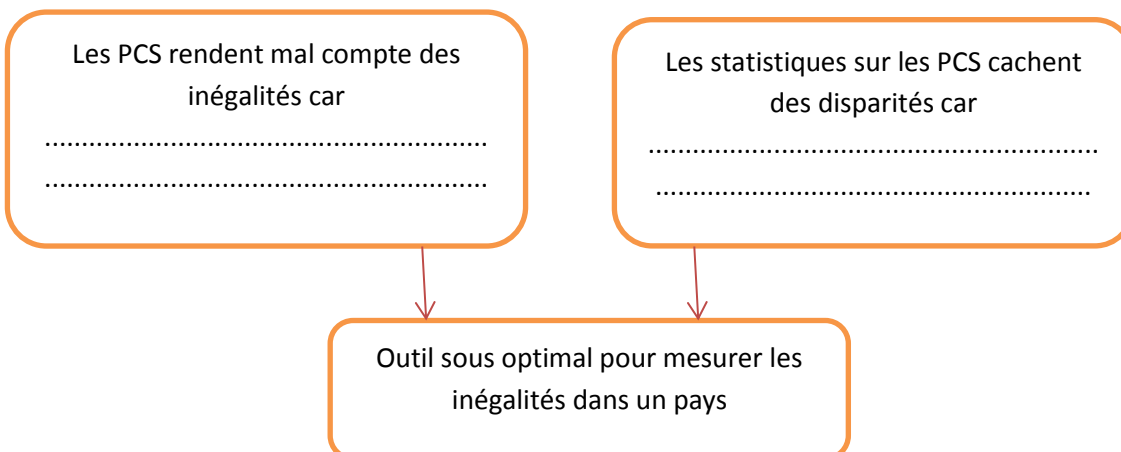 Les PCS rendent mal compte des
inégalités car
............................................................
............................................................
Les statistiques sur les PCS cachent
des disparités car
.............................................................
...........................................................
Outil sous optimal pour mesurer les
inégalités dans un pays